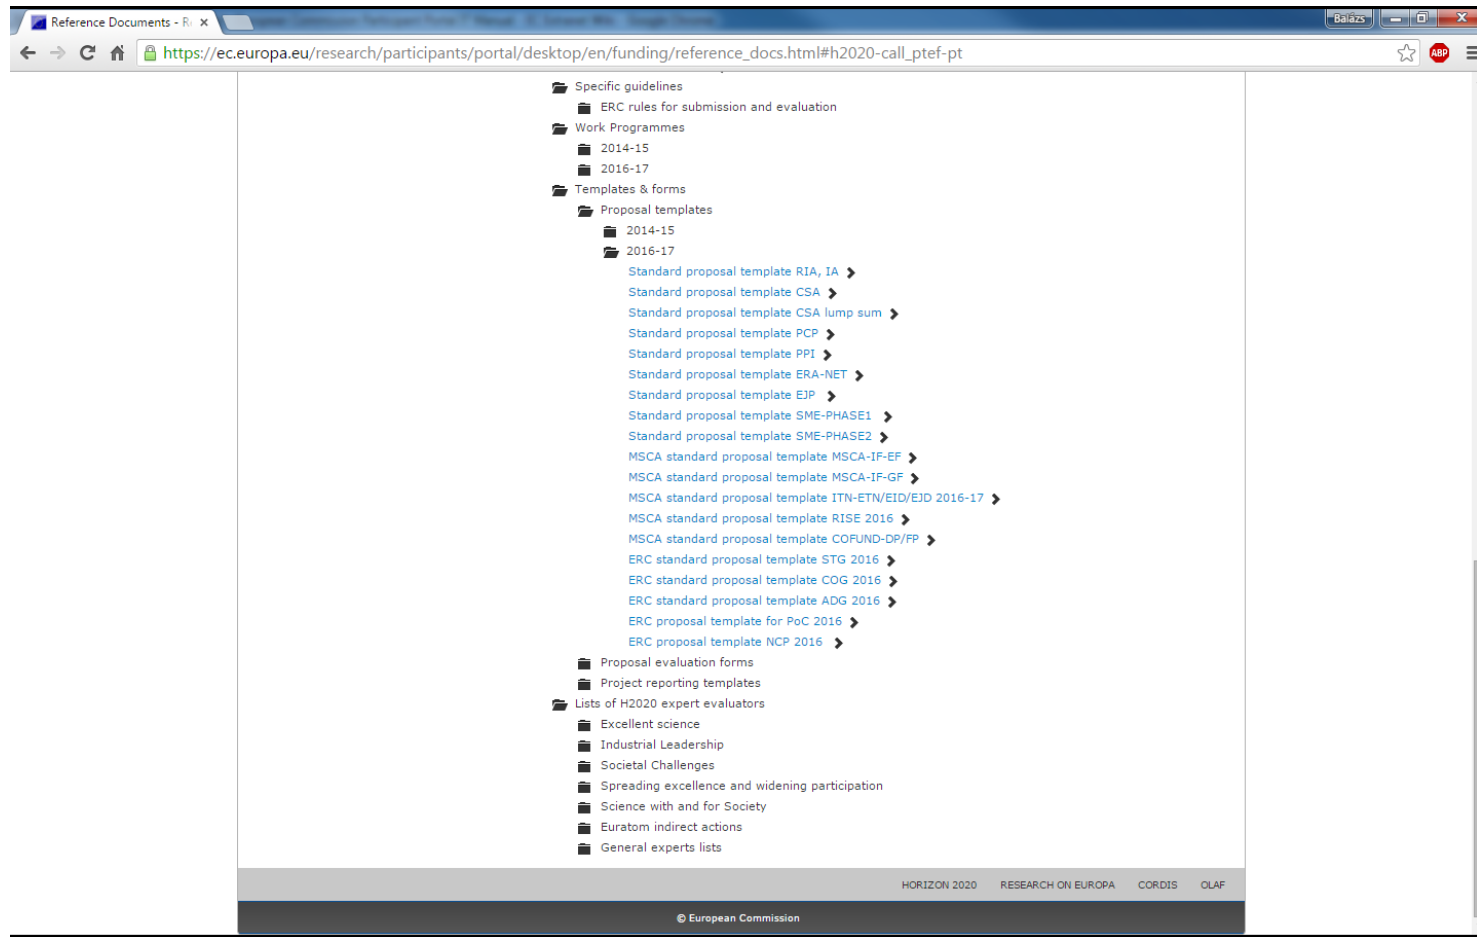 Reference Documents - R
Balázs
https://ec.europa.eu/research/participants/portal/desktop/en/funding/reference_docs.html#h2020-call_ptef-pt
ABP
Specific guidelines
ERC rules for submission and evaluation
Work Programmes
2014-15
2016-17
Templates & forms
Proposal templates
2014-15
2016-17
Standard proposal template RIA, IA
Standard proposal template CSA
Standard proposal template CSA lump sum
Standard proposal template PCP
Standard proposal template PPI
Standard proposal template ERA-NET
Standard proposal template EJP
Standard proposal template SME-PHASE1
Standard proposal template SME-PHASE2
MSCA standard proposal template MSCA-IF-EF
MSCA standard proposal template MSCA-IF-GF
MSCA standard proposal template ITN-ETN/EID/EJD 2016-17
MSCA standard proposal template RISE 2016
MSCA standard proposal template COFUND-DP/FP
ERC standard proposal template STG 2016
ERC standard proposal template COG 2016
ERC standard proposal template ADG 2016
ERC proposal template for PoC 2016
ERC proposal template NCP 2016
Proposal evaluation forms
Project reporting templates
Lists of H2020 expert evaluators
Excellent science
Industrial Leadership
Societal Challenges
Spreading excellence and widening participation
Science with and for Society
Euratom indirect actions
General experts lists
HORIZON 2020 RESEARCH ON EUROPA CORDIS OLAF
© European Commission